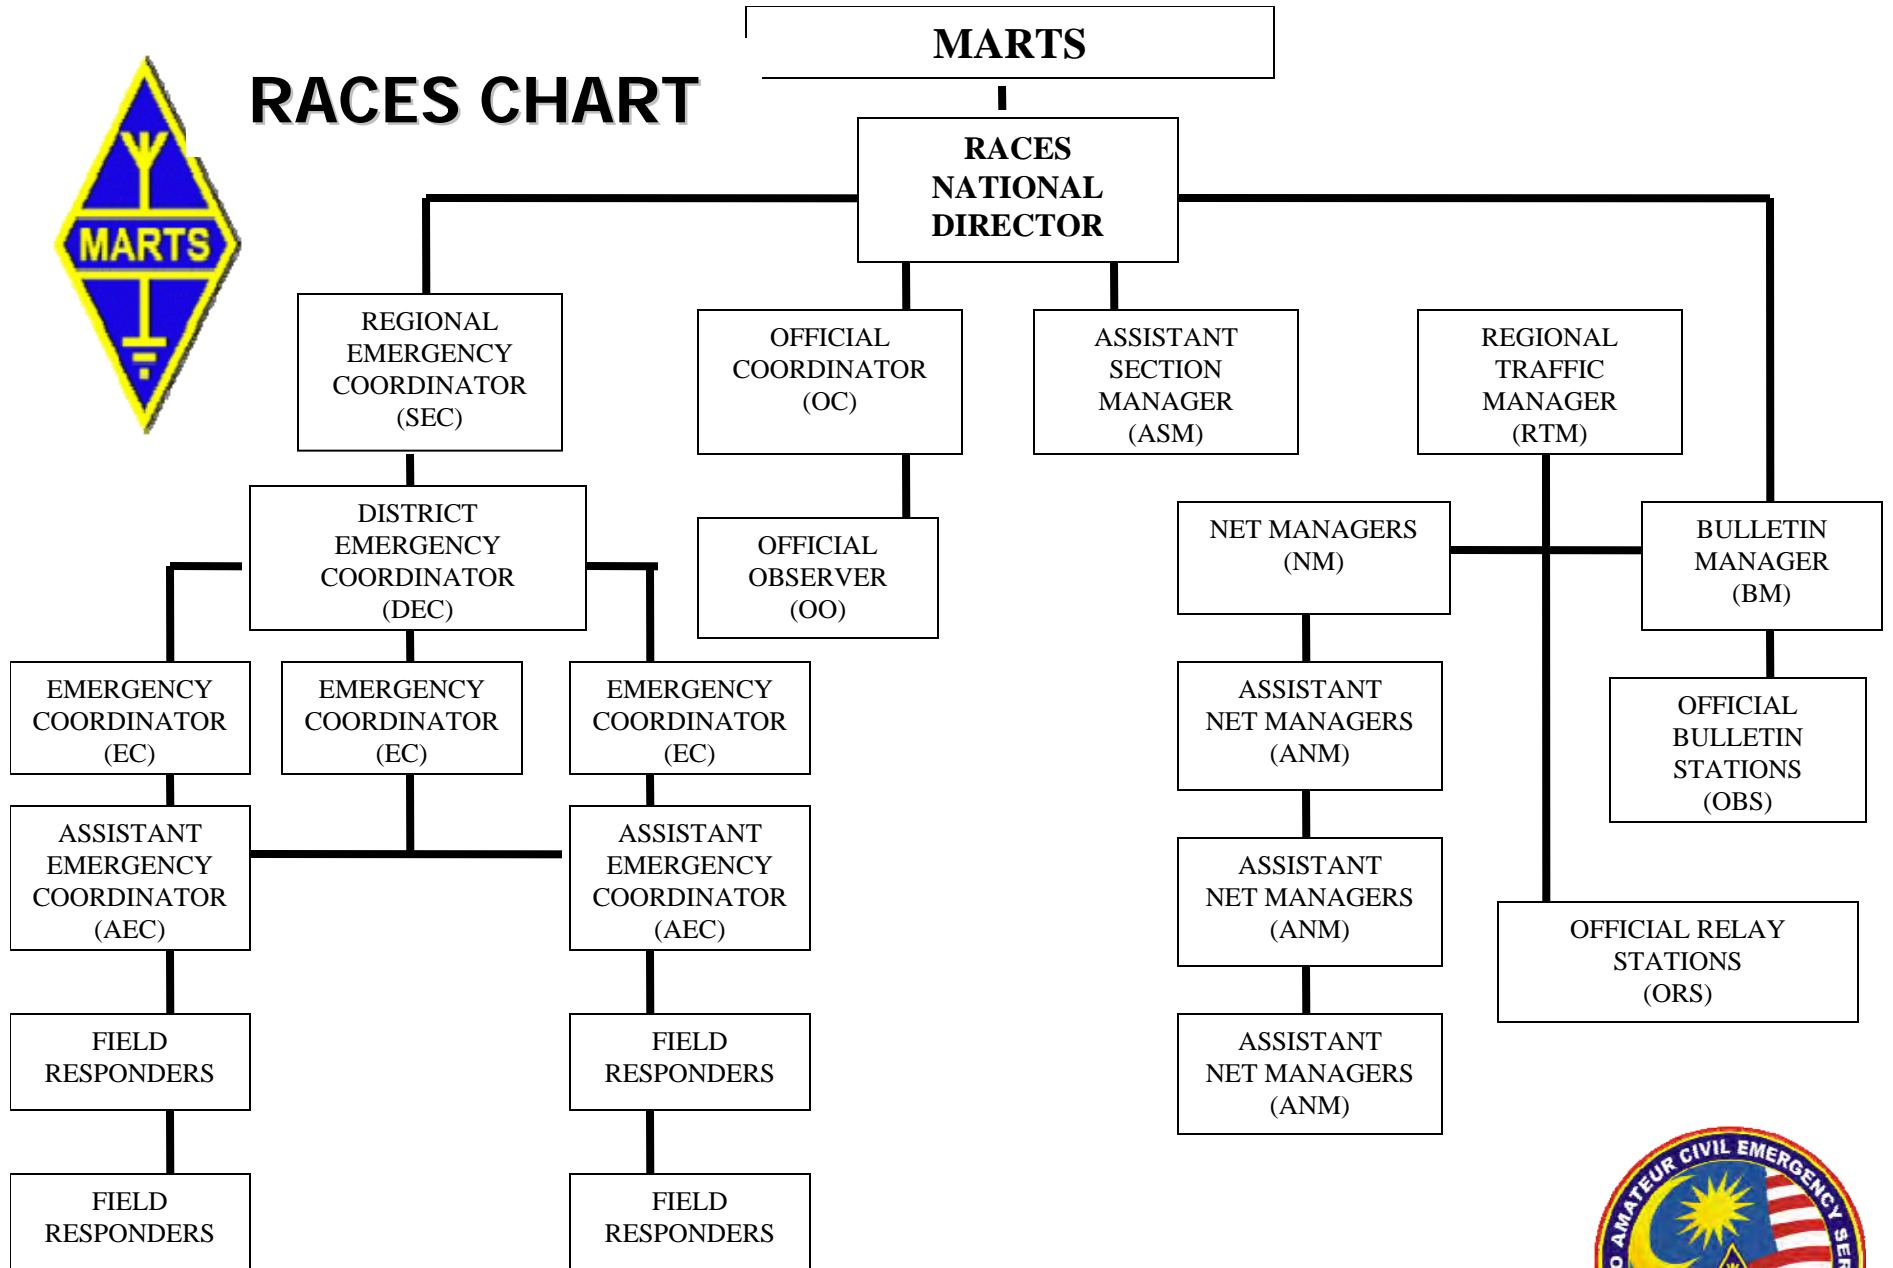 MARTS
RACES CHART
MARTS
RACES
NATIONAL
DIRECTOR
REGIONAL
EMERGENCY
COORDINATOR
(SEC)
OFFICIAL
COORDINATOR
(OC)
ASSISTANT
SECTION
MANAGER
(ASM)
REGIONAL
TRAFFIC
MANAGER
(RTM)
DISTRICT
EMERGENCY
COORDINATOR
(DEC)
OFFICIAL
OBSERVER
(OO)
NET MANAGERS
(NM)
BULLETIN
MANAGER
(BM)
EMERGENCY
COORDINATOR
(EC)
EMERGENCY
COORDINATOR
(EC)
EMERGENCY
COORDINATOR
(EC)
ASSISTANT
NET MANAGERS
(ANM)
OFFICIAL
BULLETIN
STATIONS
(OBS)
ASSISTANT
EMERGENCY
COORDINATOR
(AEC)
ASSISTANT
EMERGENCY
COORDINATOR
(AEC)
ASSISTANT
NET MANAGERS
(ANM)
OFFICIAL RELAY
STATIONS
(ORS)
FIELD
RESPONDERS
FIELD
RESPONDERS
ASSISTANT
NET MANAGERS
(ANM)
FIELD
RESPONDERS
FIELD
RESPONDERS
AMATEUR CIVIL EMERGENCY